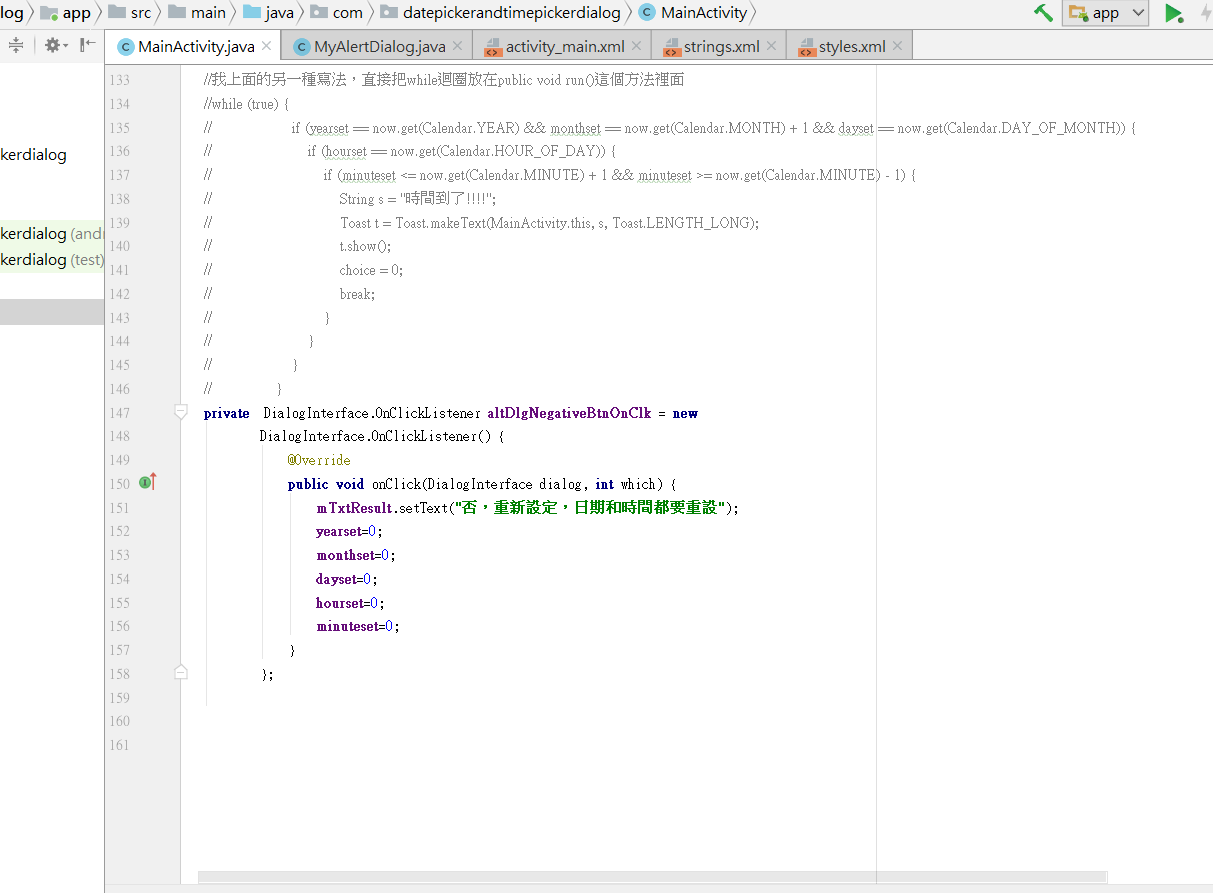 log app src main java com datepickerandtimepickerdialog MainActivity app
MainActivity.java MyAlertDialog.java activity_main.xml strings.xml styles.xml
kerdialog
kerdialog (andr
kerdialog (test)
133 //我上面的另一種寫法，直接把while迴圈放在public void run()這個方法裡面
134 //while (true) {
135 // if (yearset == now.get(Calendar.YEAR) && monthset == now.get(Calendar.MONTH) + 1 && dayset == now.get(Calendar.DAY_OF_MONTH)) {
136 // if (hourset == now.get(Calendar.HOUR_OF_DAY)) {
137 // if (minuteset <= now.get(Calendar.MINUTE) + 1 && minuteset >= now.get(Calendar.MINUTE) - 1) {
138 // String s = "時間到了!!!!";
139 // Toast t = Toast.makeText(MainActivity.this, s, Toast.LENGTH_LONG);
140 // t.show();
141 // choice = 0;
142 // break;
143 // }
144 // }
145 // }
146 // }
147 private DialogInterface.OnClickListener altDlgNegativeBtnOnClk = new
148 DialogInterface.OnClickListener() {
149 @Override
150 public void onClick(DialogInterface dialog, int which) {
151 mTxtResult.setText("否，重新設定，日期和時間都要重設");
152 yearset=0;
153 monthset=0;
154 dayset=0;
155 hourset=0;
156 minuteset=0;
157 }
158 };
159
160
161